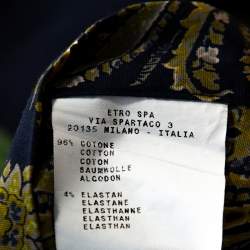 ETRO SPA
VIA SPARTACO 3
20135 MILANO - ITALIA
96% COTONE
COTTON
COTON
BAUMWOLLE
ALGODON
4% ELASTAN
ELASTANE
ELASTHANNE
ELASTHAN
ELASTHAN